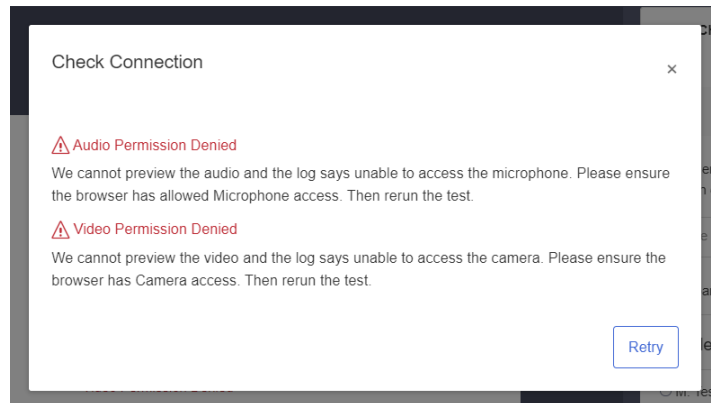 Check Connection
×
Audio Permission Denied
We cannot preview the audio and the log says unable to access the microphone. Please ensure
the browser has allowed Microphone access. Then rerun the test.
Video Permission Denied
We cannot preview the video and the log says unable to access the camera. Please ensure the
browser has Camera access. Then rerun the test.
Retry